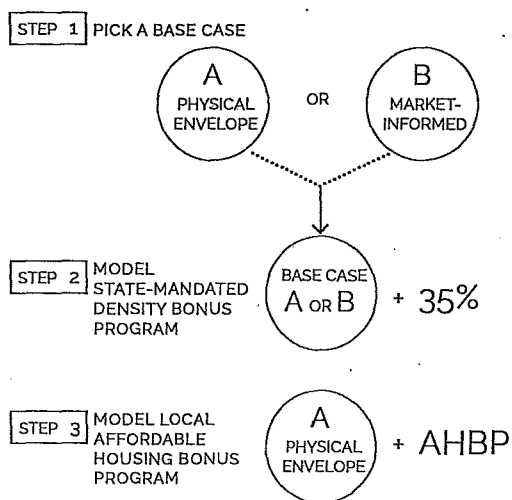 STEP 1 PICK A BASE CASE
A
PHYSICAL
ENVELOPE
OR
B
MARKET-
INFORMED
STEP 2
MODEL
STATE-MANDATED
DENSITY BONUS
PROGRAM
BASE CASE
A OR B
+ 35%
STEP 3
MODEL LOCAL
AFFORDABLE
HOUSING BONUS
PROGRAM
A
PHYSICAL
ENVELOPE
+ AHBP